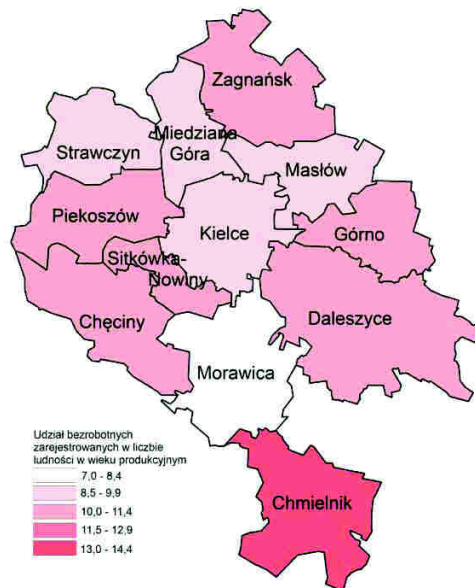 Zagnańsk
Miedziana
Góra
Strawczyn
Masłów
Piekoszów
Kielce
Górno
Sitkówka-
Nowiny
Chęciny
Daleszyce
Morawica
Udział bezrobotnych
zarejestrowanych w liczbie
ludności w wieku produkcyjnym
7,0 - 8,4
8,5 - 9,9
10,0 - 11,4
11,5 - 12,9
13,0 - 14,4
Chmielnik